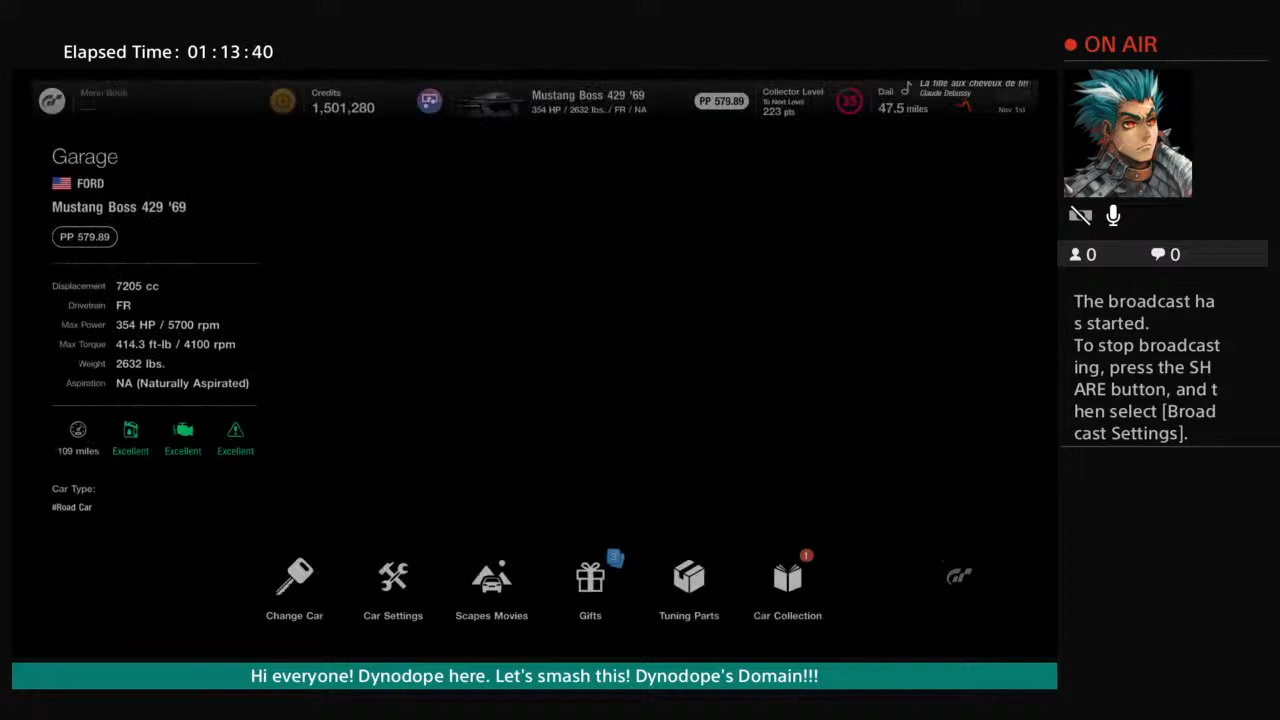 Elapsed Time: 01:13:40
ON AIR
Menu Book
Credits
1,501,280
Mustang Boss 429 '69
354 HP / 2632 lbs. / FR / NA
PP 579.89
Collector Level
To Next Level
223 pts
35
La fille aux cheveux de
Claude Debussy
47.5 miles
Nov 1st
Garage
FORD
Mustang Boss 429 '69
PP 579.89
Displacement 7205 cc
Drivetrain FR
Max Power 354 HP / 5700 rpm
Max Torque 414.3 ft-lb / 4100 rpm
Weight 2632 lbs.
Aspiration NA (Naturally Aspirated)
109 miles Excellent Excellent Excellent
Car Type:
#Road Car
3
1
Change Car Car Settings Scapes Movies Gifts Tuning Parts Car Collection
Hi everyone! Dynodope here. Let's smash this! Dynodope's Domain!!!
0 0
The broadcast ha
s started.
To stop broadcast
ing, press the SH
ARE button, and t
hen select [Broad
cast Settings].